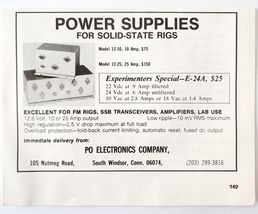 POWER SUPPLIES
FOR SOLID-STATE RIGS
Model 12-10, 10 Amps, $75
Model 12-25, 25 Amps, $150
Experimenters Special—E-24A, $25
22 Vdc at .9 Amp filtered
24 Vdc at .6 Amp unfiltered
10 Vac at 2.8 Amps or 18 Vac at 1.4 Amps
EXCELLENT FOR FM RIGS, SSB TRANSCEIVERS, AMPLIFIERS, LAB USE
12.6 Volt, 10 or 25 Amp output Low ripple—10 mV RMS maximum
High regulation—0.5 V drop maximum at full load
Overload protection—fold-back current limiting, automatic reset, fused dc output
Immediate delivery from:
PO ELECTRONICS COMPANY,
105 Nutmeg Road, South Windsor, Conn. 06074, (203) 289-3816
149